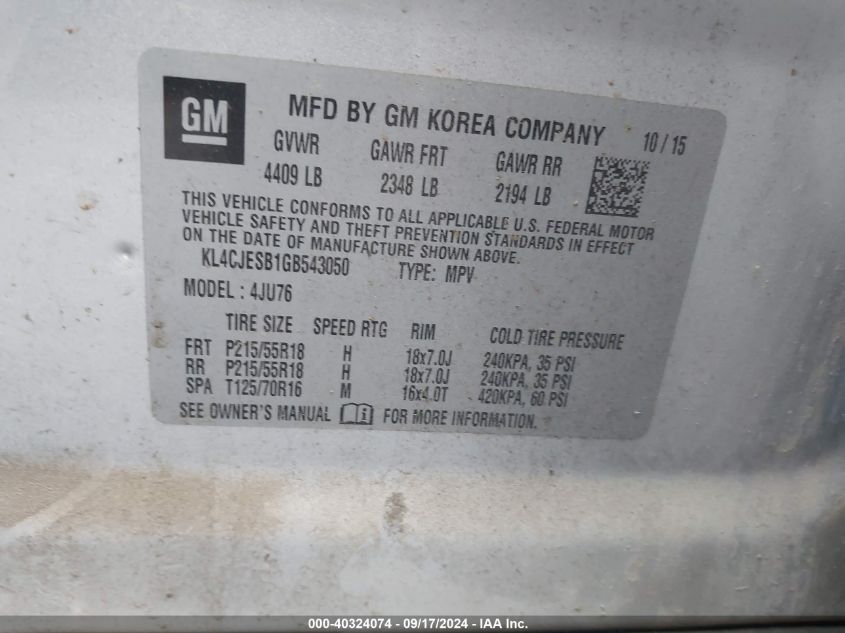 GM
MFD BY GM KOREA COMPANY 10 / 15
GVWR GAWR FRT GAWR RR
4409 LB 2348 LB 2194 LB
THIS VEHICLE CONFORMS TO ALL APPLICABLE U.S. FEDERAL MOTOR
VEHICLE SAFETY AND THEFT PREVENTION STANDARDS IN EFFECT
ON THE DATE OF MANUFACTURE SHOWN ABOVE.
KL4CJESB1GB543050 TYPE: MPV
MODEL : 4JU76
TIRE SIZE SPEED RTG RIM COLD TIRE PRESSURE
FRT P215/55R18 H 18x7.0J 240KPA, 35 PSI
RR P215/55R18 H 18x7.0J 240KPA, 35 PSI
SPA T125/70R16 M 16x4.0T 420KPA, 60 PSI
SEE OWNER'S MANUAL FOR MORE INFORMATION.
000-40324074 - 09/17/2024 - IAA Inc.